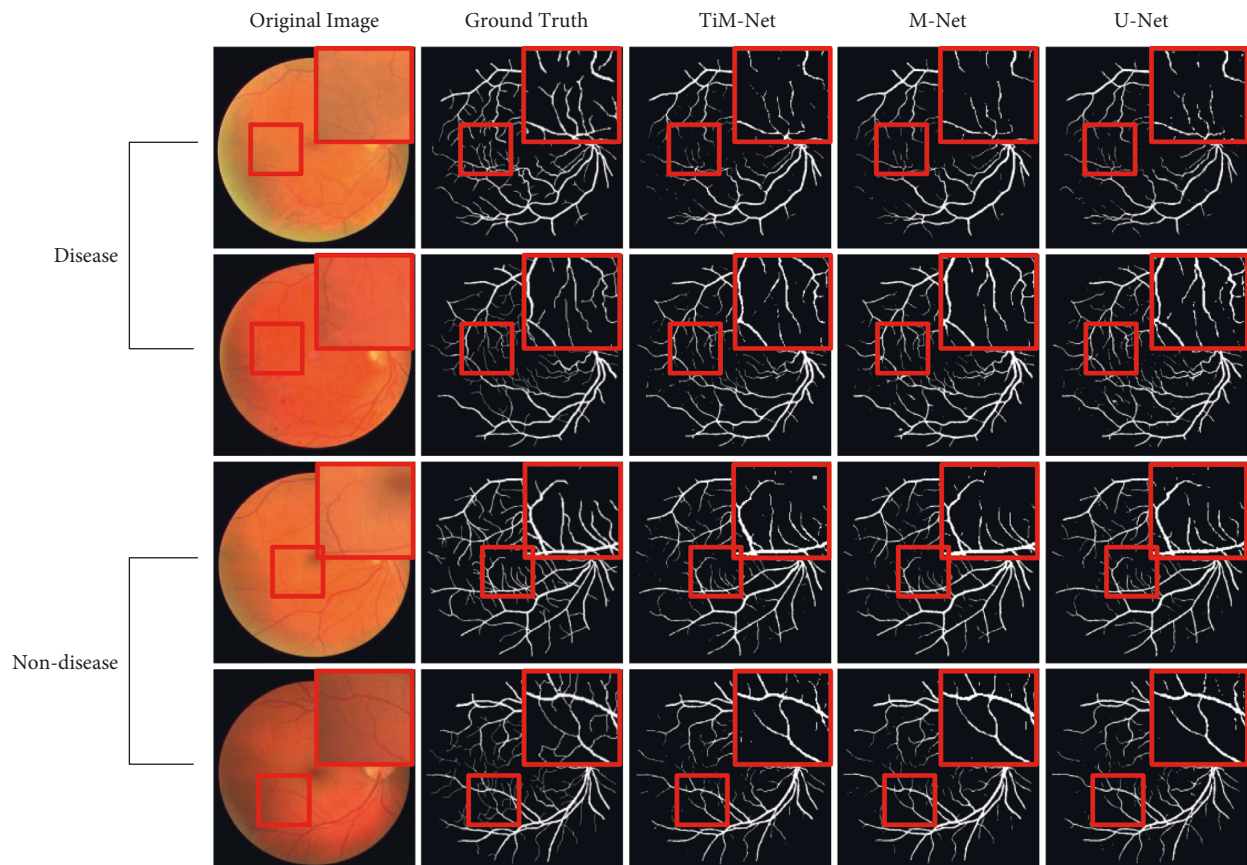 Original Image
Ground Truth
TiM-Net
M-Net
U-Net
Disease
Non-disease